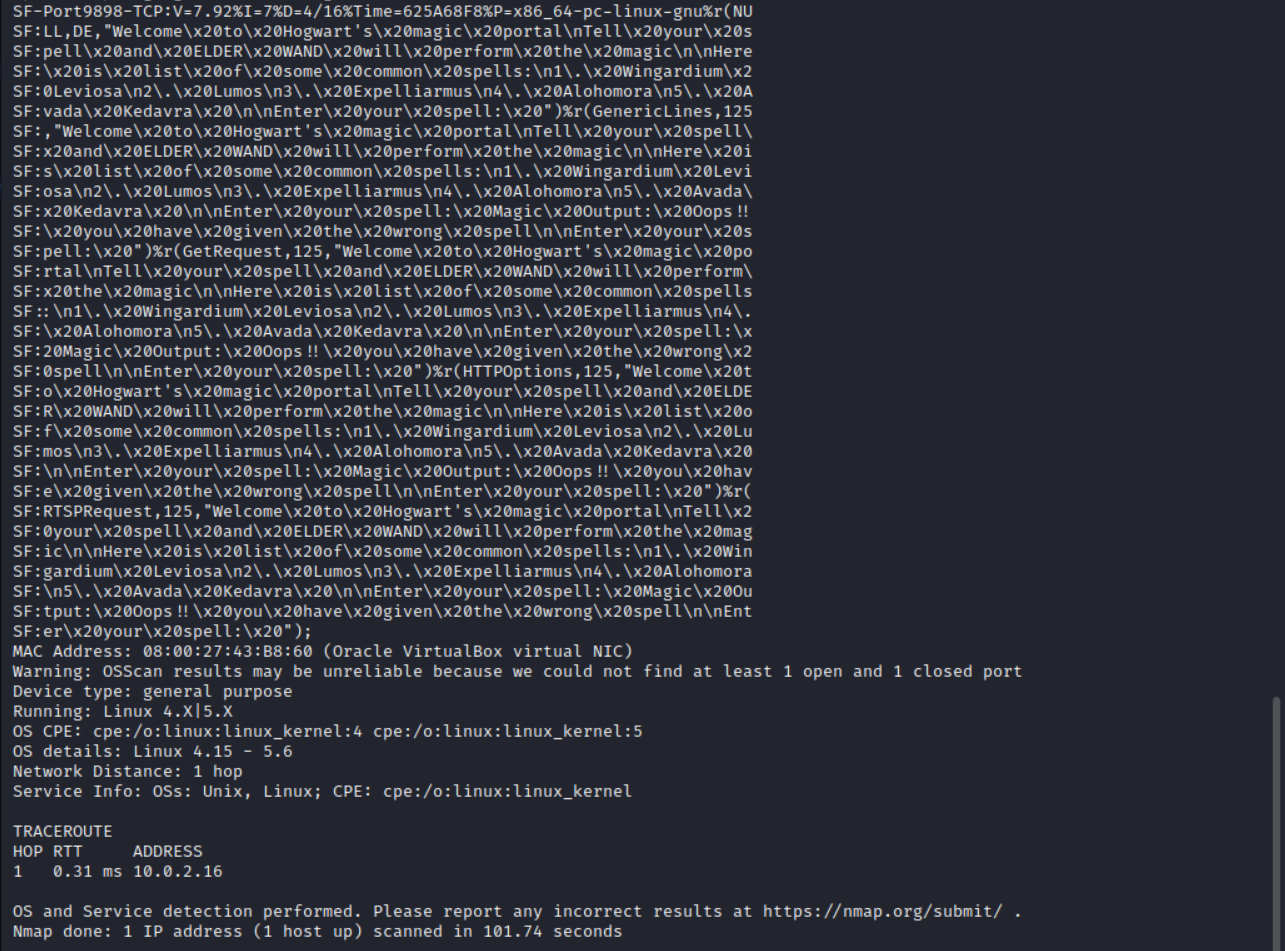 SF-Port9898-TCP:V=7.92%I=7%D=4/16%Time=625A68F8%P=x86_64-pc-linux-gnu%r(NU
SF:LL,DE,"Welcome\x20to\x20Hogwart's\x20magic\x20portal\nTell\x20your\x20s
SF:pell\x20and\x20ELDER\x20WAND\x20will\x20perform\x20the\x20magic\n\nHere
SF:\x20is\x20list\x20of\x20some\x20common\x20spells:\n1\.\x20Wingardium\x2
SF:0Leviosa\n2\.\x20Lumos\n3\.\x20Expelliarmus\n4\.\x20Alohomora\n5\.\x20A
SF:vada\x20Kedavra\x20\n\nEnter\x20your\x20spell:\x20")%r(GenericLines,125
SF:,"Welcome\x20to\x20Hogwart's\x20magic\x20portal\nTell\x20your\x20spell\
SF:x20and\x20ELDER\x20WAND\x20will\x20perform\x20the\x20magic\n\nHere\x20i
SF:s\x20list\x20of\x20some\x20common\x20spells:\n1\.\x20Wingardium\x20Levi
SF:osa\n2\.\x20Lumos\n3\.\x20Expelliarmus\n4\.\x20Alohomora\n5\.\x20Avada\
SF:x20Kedavra\x20\n\nEnter\x20your\x20spell:\x20Magic\x20Output:\x20Oops!!
SF:\x20you\x20have\x20given\x20the\x20wrong\x20spell\n\nEnter\x20your\x20s
SF:pell:\x20")%r(GetRequest,125,"Welcome\x20to\x20Hogwart's\x20magic\x20po
SF:rtal\nTell\x20your\x20spell\x20and\x20ELDER\x20WAND\x20will\x20perform\
SF:x20the\x20magic\n\nHere\x20is\x20list\x20of\x20some\x20common\x20spells
SF::\n1\.\x20Wingardium\x20Leviosa\n2\.\x20Lumos\n3\.\x20Expelliarmus\n4\.
SF:\x20Alohomora\n5\.\x20Avada\x20Kedavra\x20\n\nEnter\x20your\x20spell:\x
SF:20Magic\x20Output:\x20Oops!!\x20you\x20have\x20given\x20the\x20wrong\x2
SF:0spell\n\nEnter\x20your\x20spell:\x20")%r(HTTPOptions,125,"Welcome\x20t
SF:o\x20Hogwart's\x20magic\x20portal\nTell\x20your\x20spell\x20and\x20ELDE
SF:R\x20WAND\x20will\x20perform\x20the\x20magic\n\nHere\x20is\x20list\x20o
SF:f\x20some\x20common\x20spells:\n1\.\x20Wingardium\x20Leviosa\n2\.\x20Lu
SF:mos\n3\.\x20Expelliarmus\n4\.\x20Alohomora\n5\.\x20Avada\x20Kedavra\x20
SF:\n\nEnter\x20your\x20spell:\x20Magic\x20Output:\x20Oops!!\x20you\x20hav
SF:e\x20given\x20the\x20wrong\x20spell\n\nEnter\x20your\x20spell:\x20")%r(
SF:RTSPRequest,125,"Welcome\x20to\x20Hogwart's\x20magic\x20portal\nTell\x2
SF:0your\x20spell\x20and\x20ELDER\x20WAND\x20will\x20perform\x20the\x20mag
SF:ic\n\nHere\x20is\x20list\x20of\x20some\x20common\x20spells:\n1\.\x20Win
SF:gardium\x20Leviosa\n2\.\x20Lumos\n3\.\x20Expelliarmus\n4\.\x20Alohomora
SF:\n5\.\x20Avada\x20Kedavra\x20\n\nEnter\x20your\x20spell:\x20Magic\x20Ou
SF:tput:\x20Oops!!\x20you\x20have\x20given\x20the\x20wrong\x20spell\n\nEnt
SF:er\x20your\x20spell:\x20");
MAC Address: 08:00:27:43:B8:60 (Oracle VirtualBox virtual NIC)
Warning: OSScan results may be unreliable because we could not find at least 1 open and 1 closed port
Device type: general purpose
Running: Linux 4.X|5.X
OS CPE: cpe:/o:linux:linux_kernel:4 cpe:/o:linux:linux_kernel:5
OS details: Linux 4.15 - 5.6
Network Distance: 1 hop
Service Info: OSs: Unix, Linux; CPE: cpe:/o:linux:linux_kernel

TRACEROUTE
HOP RTT     ADDRESS
1   0.31 ms 10.0.2.16

OS and Service detection performed. Please report any incorrect results at https://nmap.org/submit/ .
Nmap done: 1 IP address (1 host up) scanned in 101.74 seconds